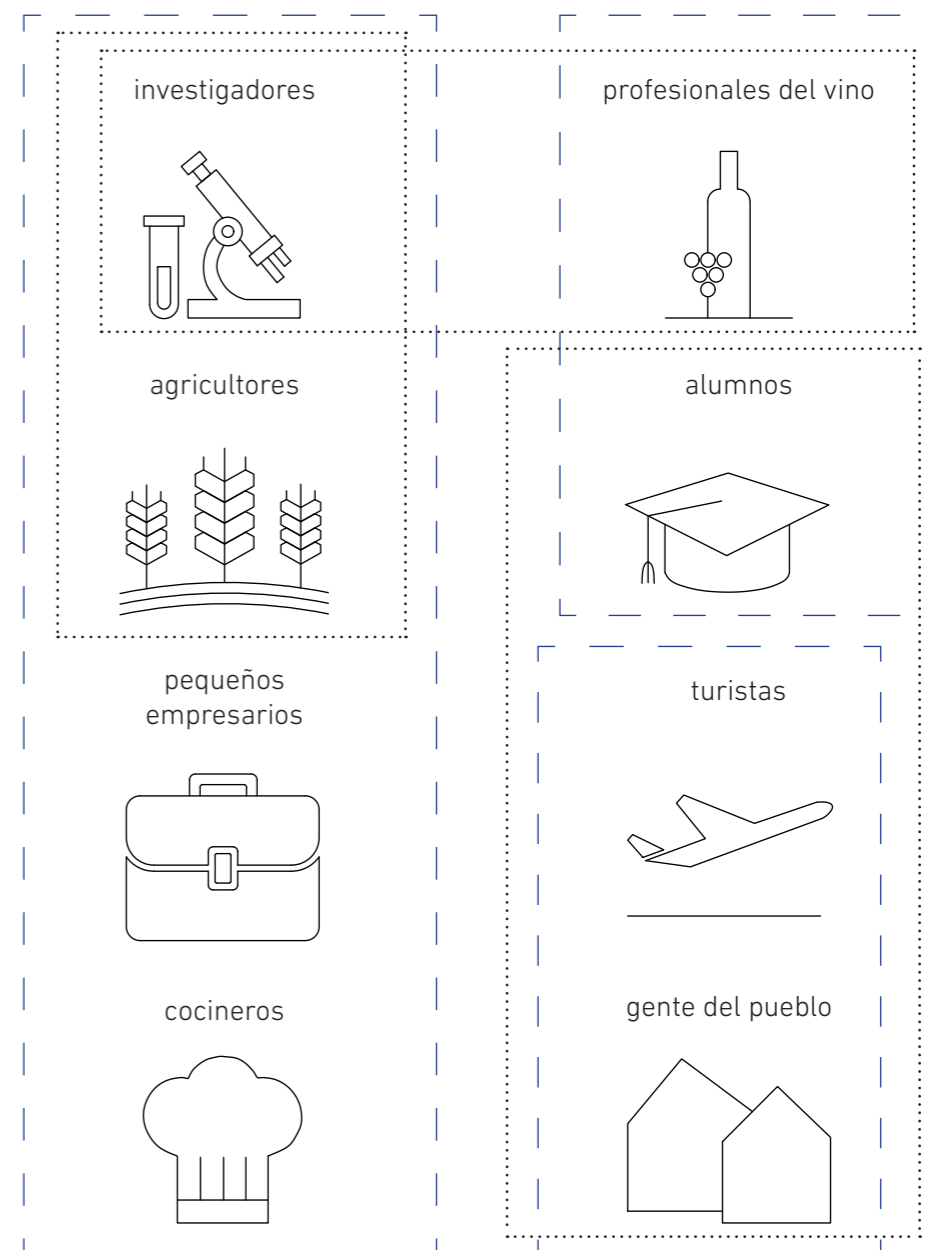 investigadores
profesionales del vino
agricultores
alumnos
pequeños
empresarios
turistas
cocineros
gente del pueblo